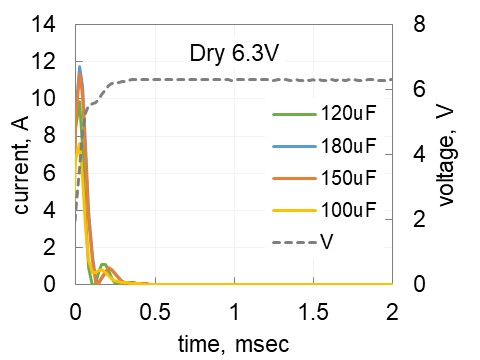 Dry 6.3V
14
12
10
8
6
4
2
0
current, A
8
6
4
2
0
voltage, V
120uF
180uF
150uF
100uF
V
0
0.5
1
1.5
2
time, msec